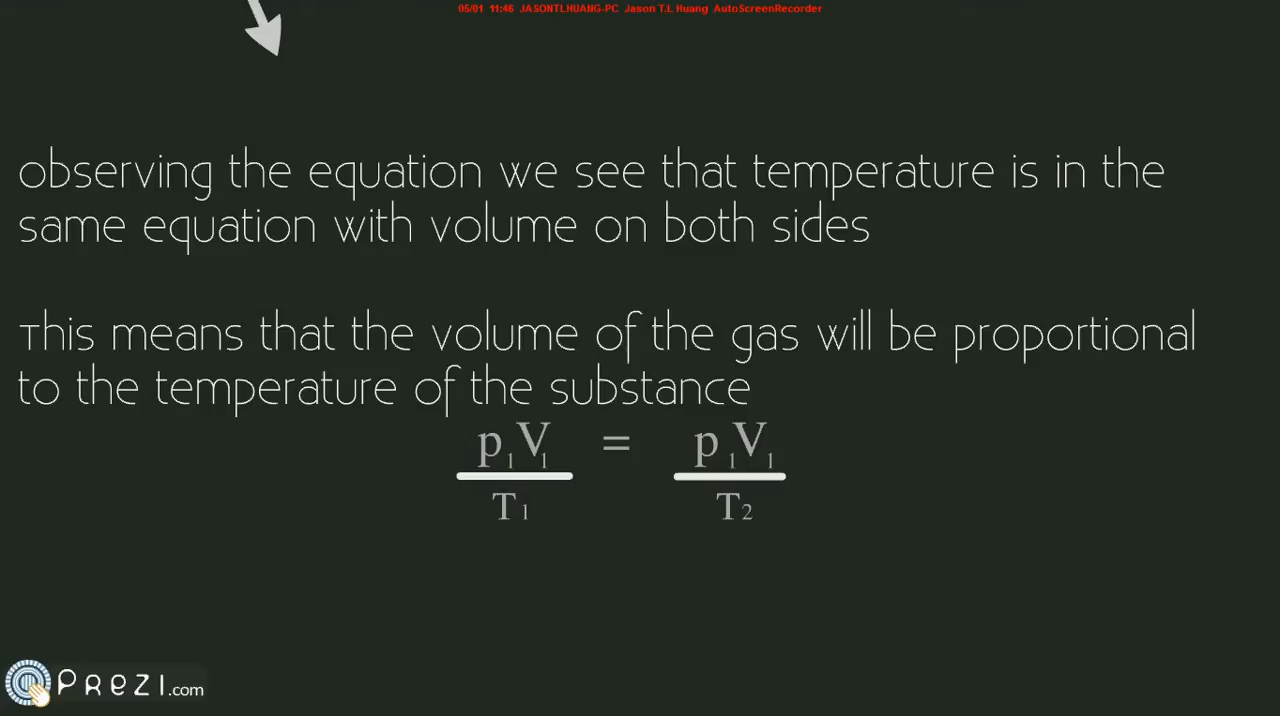 05/01 11:46 JASONTLHUANG-PC Jason T.L Huang AutoScreenRecorder
observing the equation we see that temperature is in the
same equation with volume on both sides
This means that the volume of the gas will be proportional
to the temperature of the substance
p₁V₁ = p₁V₁
T₁ T₂
Prezi.com